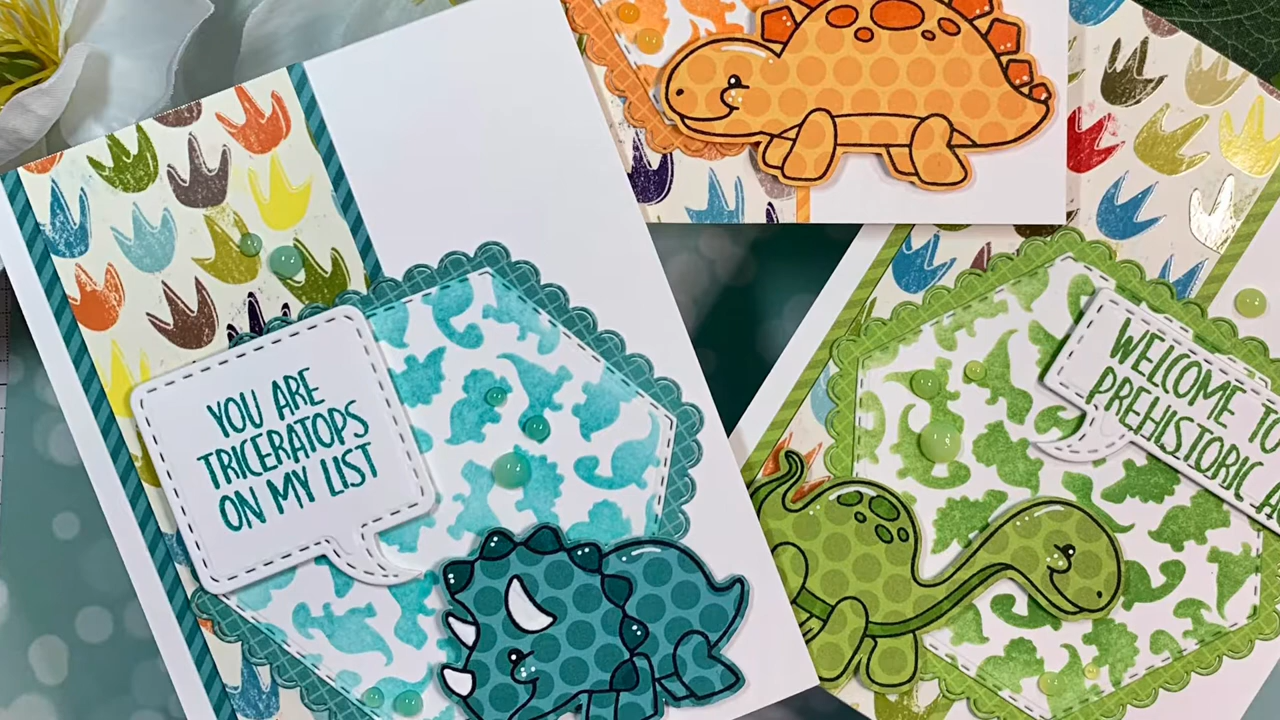 YOU ARE
TRICERATOPS
ON MY LIST
WELCOME TO
PREHISTORIC